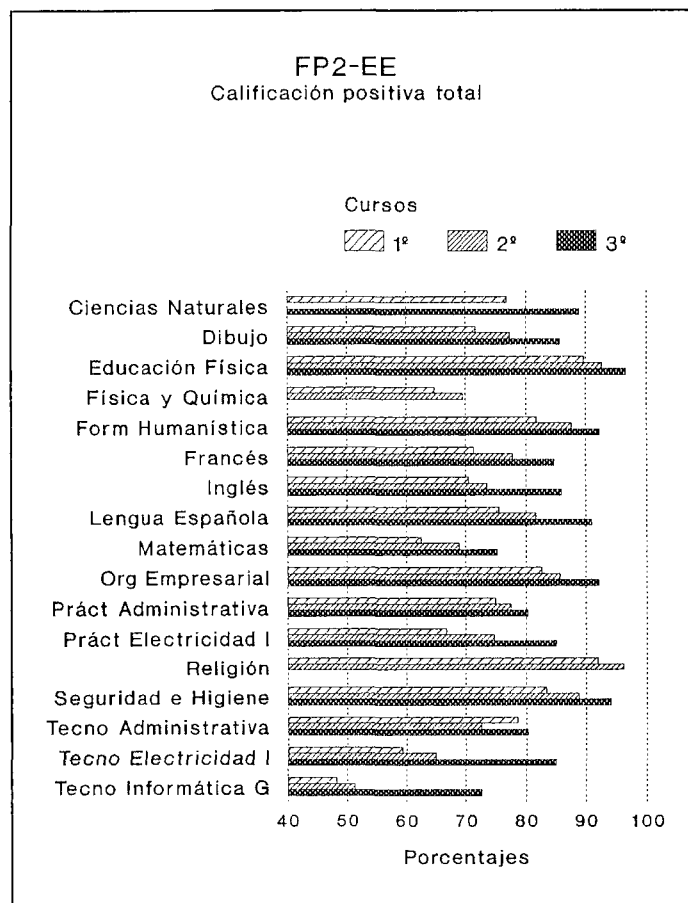 FP2-EE
Calificación positiva total
Cursos
1º 2º 3º
Ciencias Naturales
Dibujo
Educación Física
Física y Química
Form Humanística
Francés
Inglés
Lengua Española
Matemáticas
Org Empresarial
Práct Administrativa
Práct Electricidad I
Religión
Seguridad e Higiene
Tecno Administrativa
Tecno Electricidad I
Tecno Informática G
40 50 60 70 80 90 100
Porcentajes